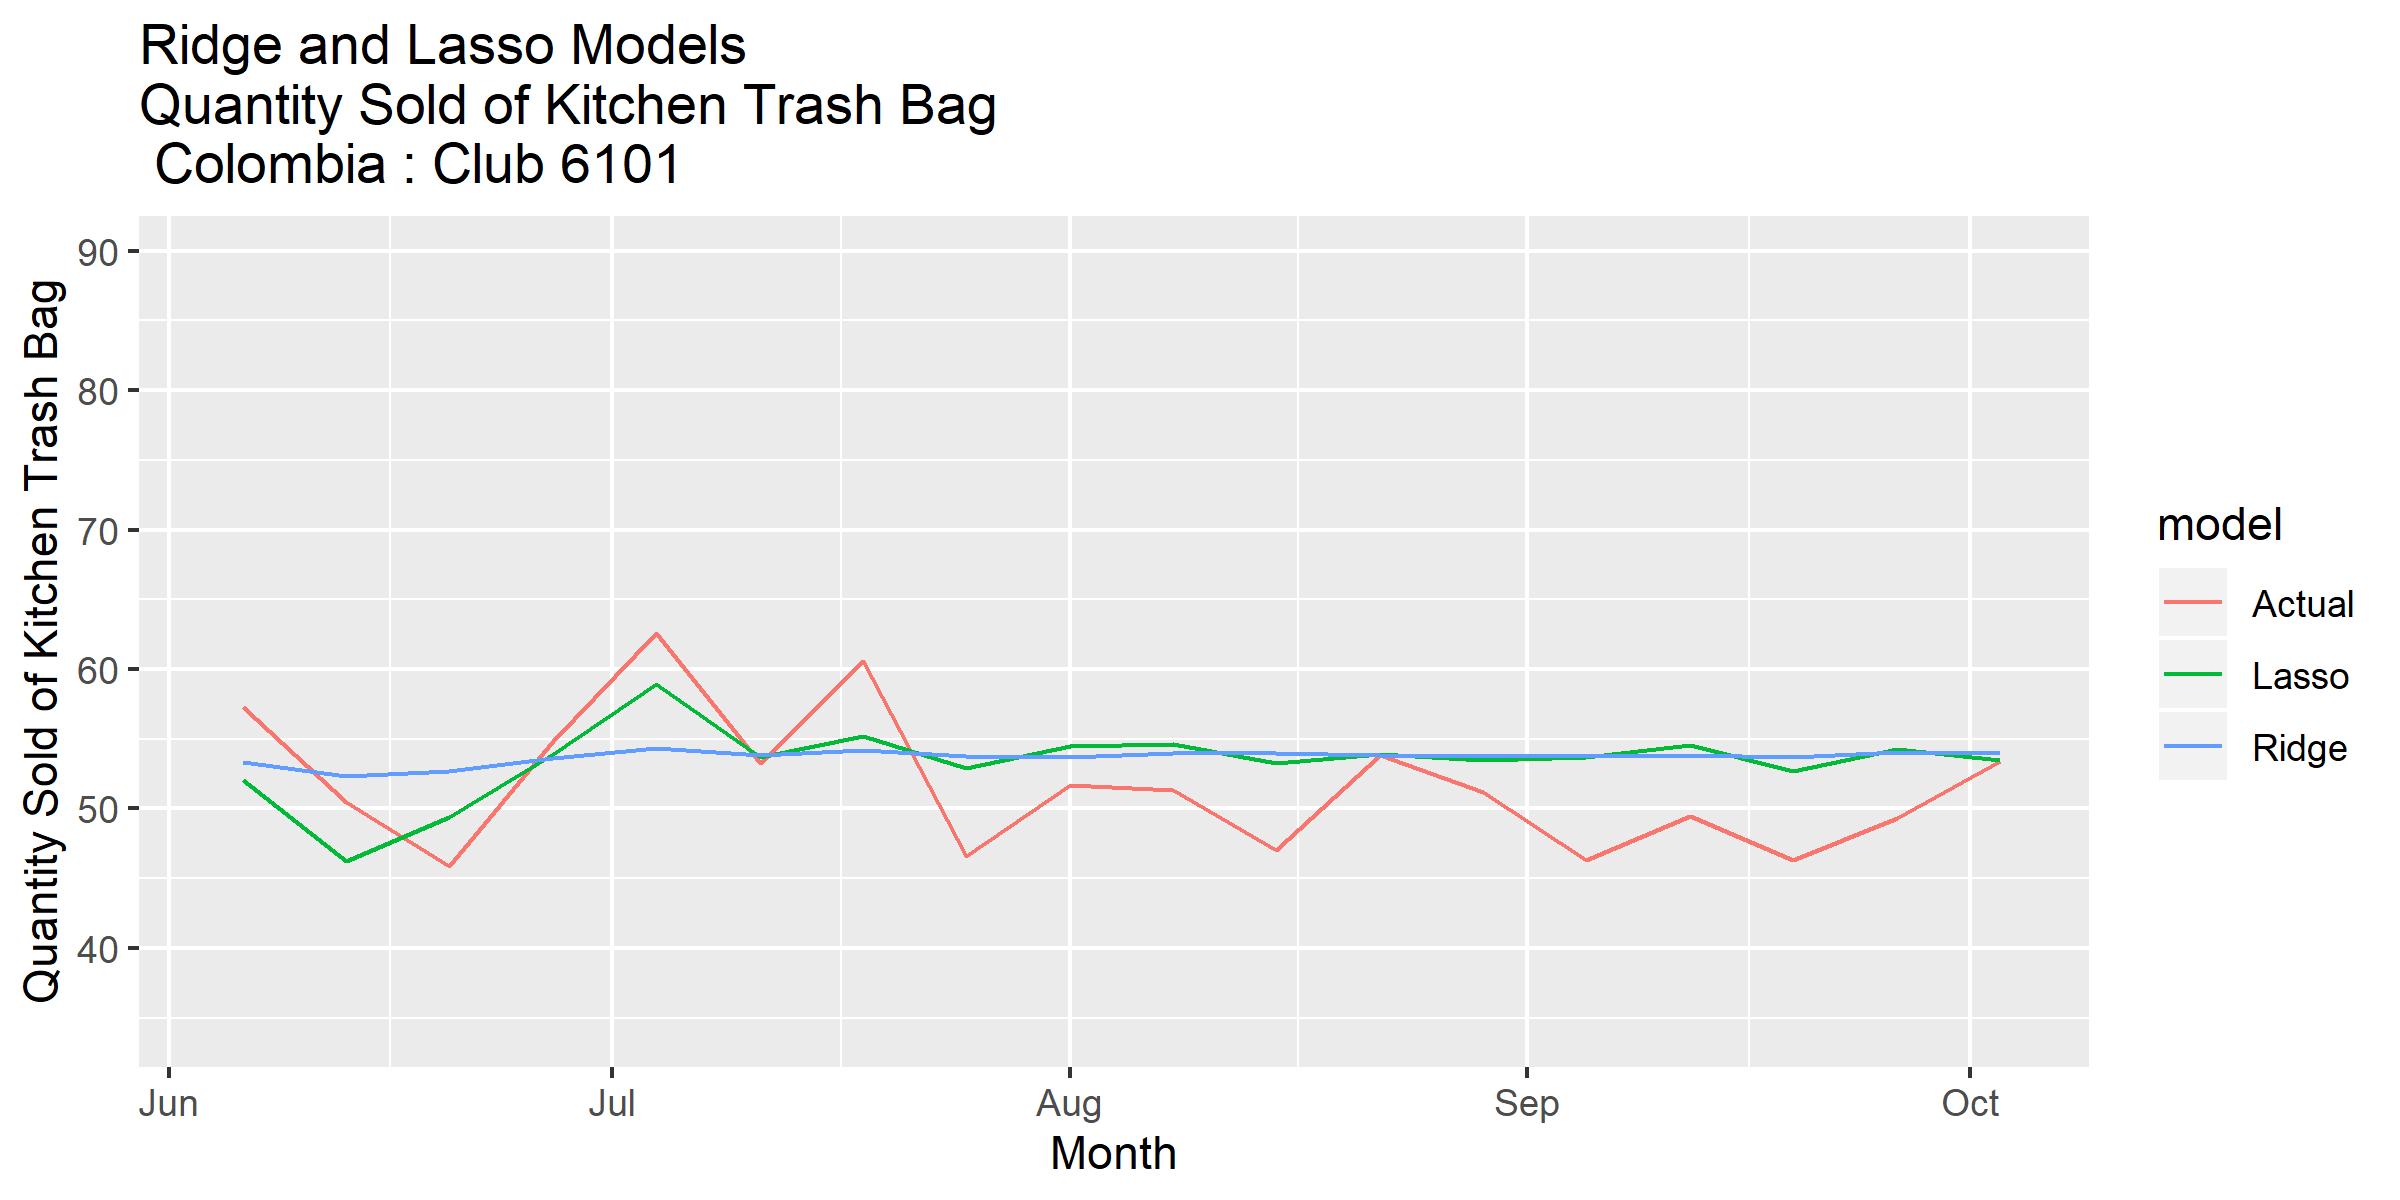 Ridge and Lasso Models
Quantity Sold of Kitchen Trash Bag
Colombia : Club 6101
Quantity Sold of Kitchen Trash Bag
90
80
70
60
50
40
Jun Jul Aug Sep Oct
Month
model
Actual
Lasso
Ridge